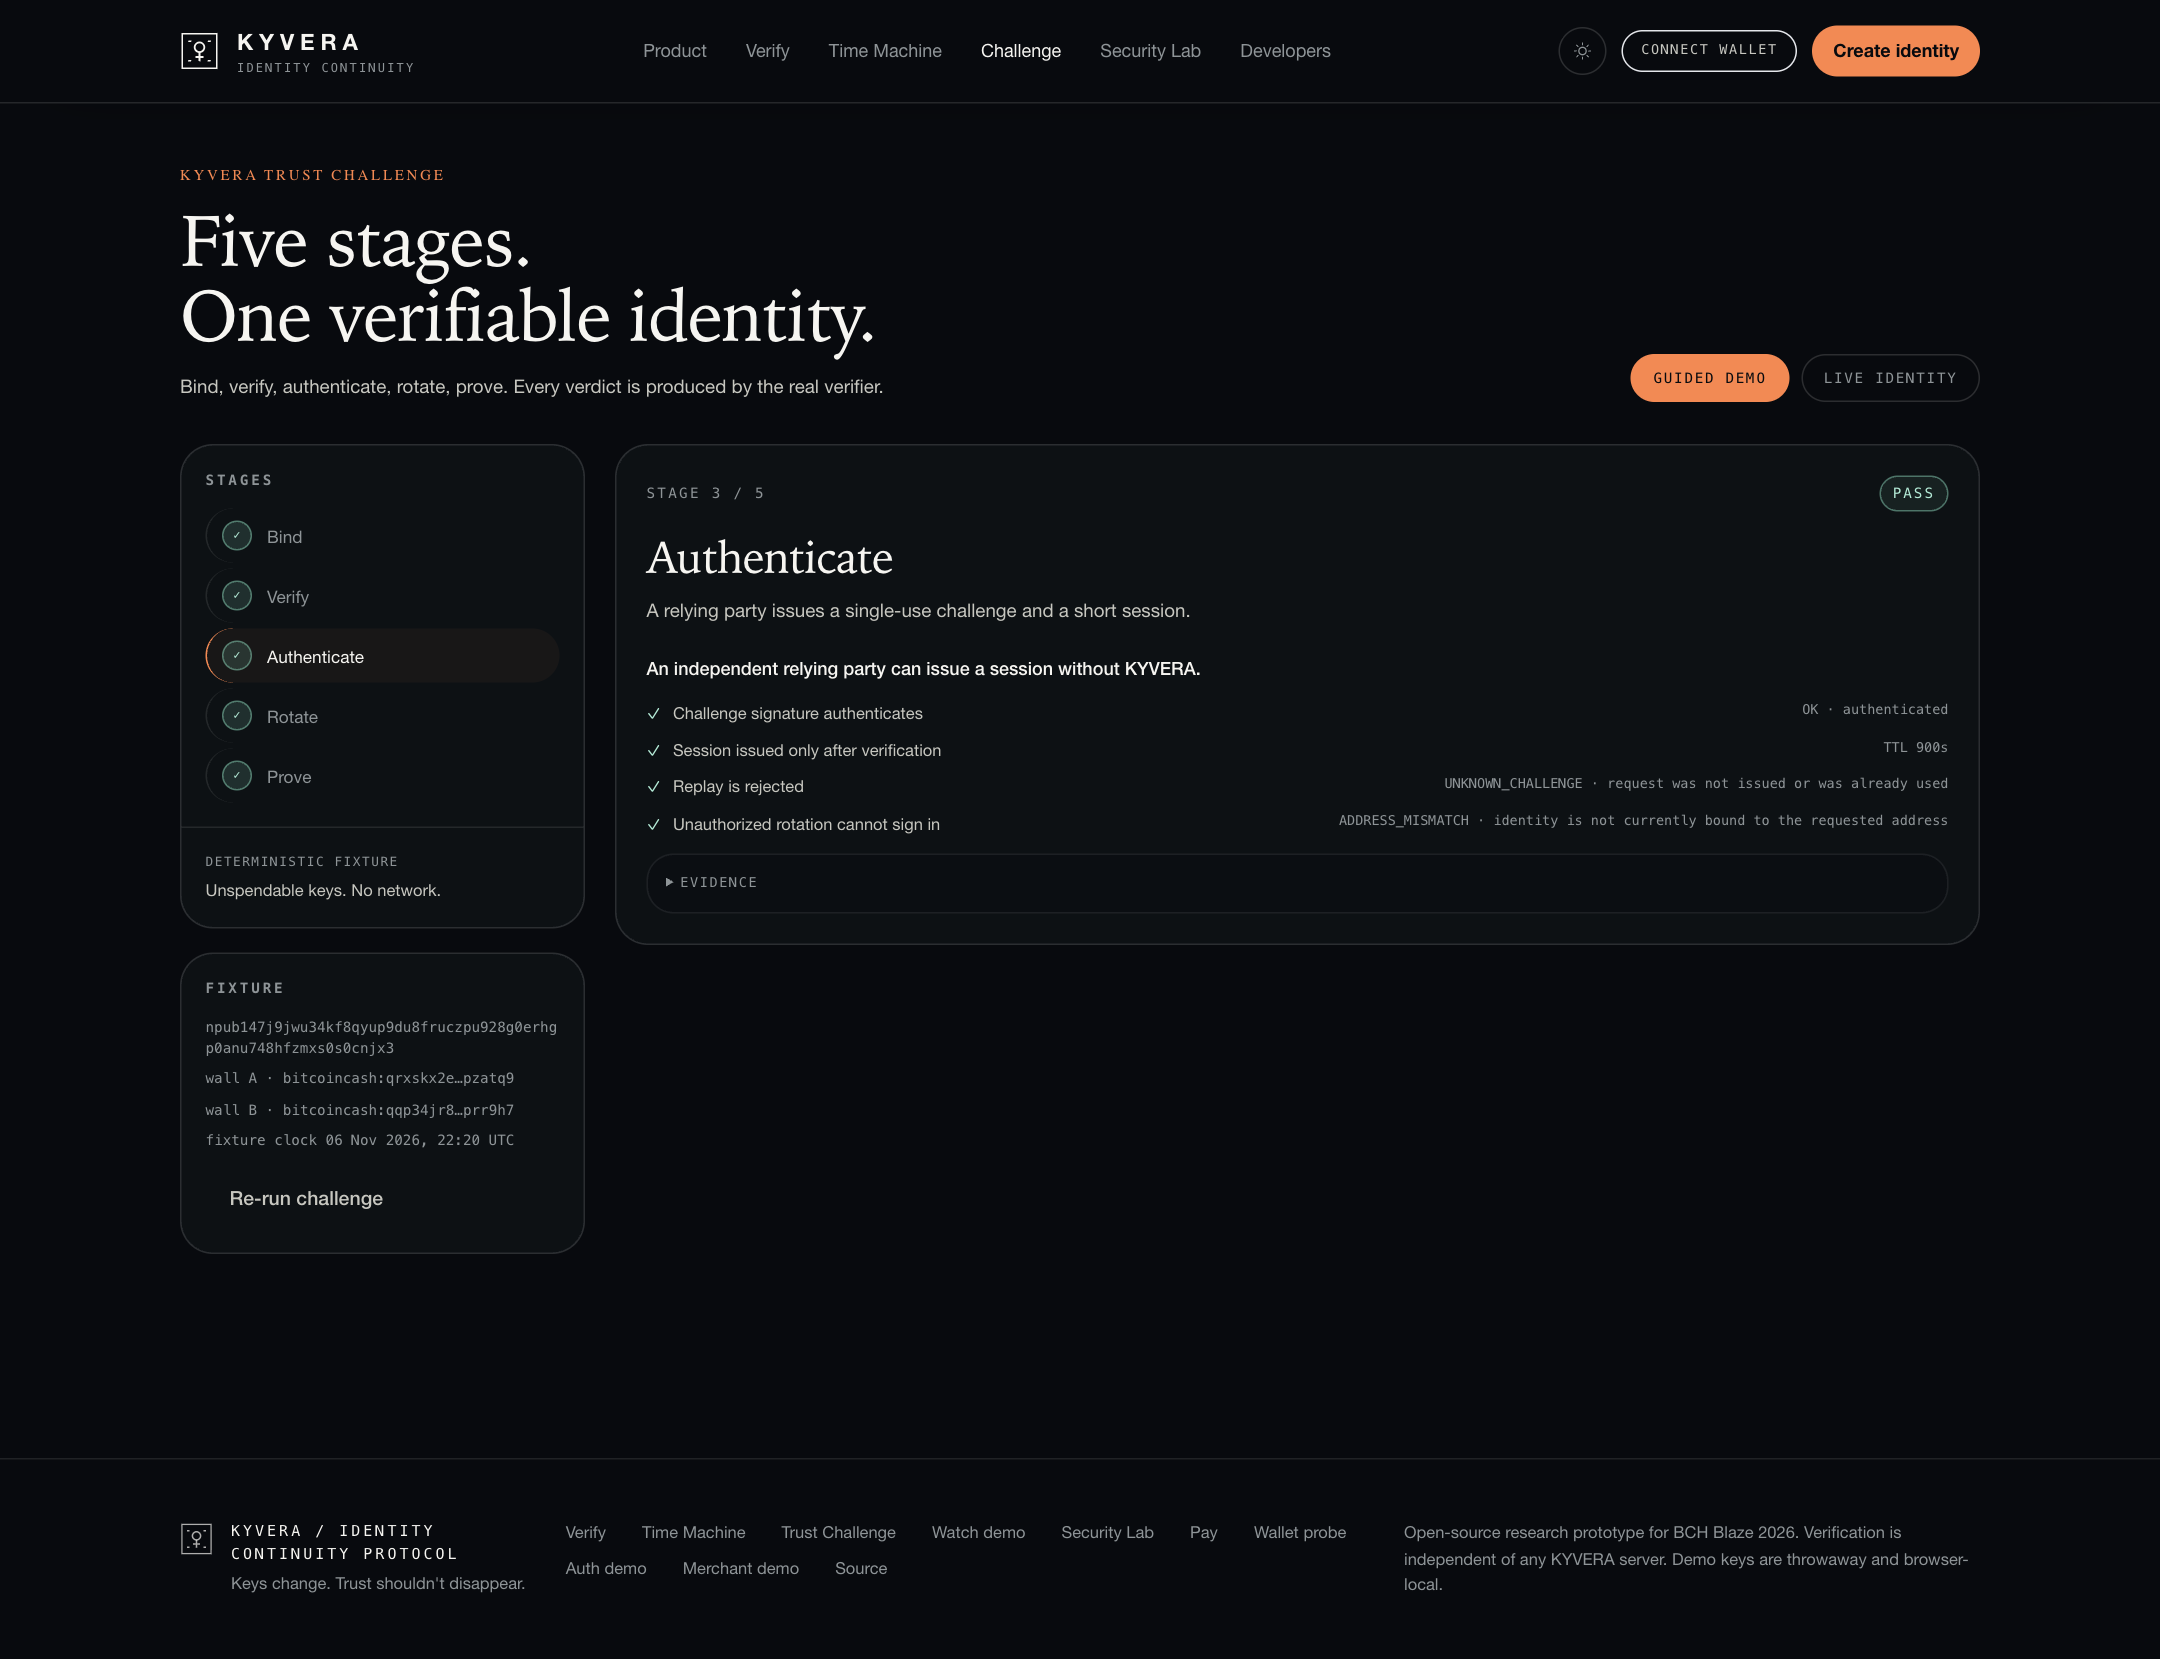 KYVERA
IDENTITY CONTINUITY
Product
Verify
Time Machine
Challenge
Security Lab
Developers
CONNECT WALLET
Create identity
KYVERA TRUST CHALLENGE
Five stages.
One verifiable identity.
Bind, verify, authenticate, rotate, prove. Every verdict is produced by the real verifier.
GUIDED DEMO
LIVE IDENTITY
STAGES
✓ Bind
✓ Verify
✓ Authenticate
✓ Rotate
✓ Prove
DETERMINISTIC FIXTURE
Unspendable keys. No network.
FIXTURE
npub147j9jwu34kf8qyup9du8fruczpu928g0erhg
p0anu748hfzmxs0s0cnjx3
wall A · bitcoincash:qrxskx2e…pzatq9
wall B · bitcoincash:qqp34jr8…prr9h7
fixture clock 06 Nov 2026, 22:20 UTC
Re-run challenge
STAGE 3 / 5
PASS
Authenticate
A relying party issues a single-use challenge and a short session.
An independent relying party can issue a session without KYVERA.
✓ Challenge signature authenticates OK · authenticated
✓ Session issued only after verification TTL 900s
✓ Replay is rejected UNKNOWN_CHALLENGE · request was not issued or was already used
✓ Unauthorized rotation cannot sign in ADDRESS_MISMATCH · identity is not currently bound to the requested address
▶ EVIDENCE
KYVERA / IDENTITY
CONTINUITY PROTOCOL
Keys change. Trust shouldn't disappear.
Verify Time Machine Trust Challenge Watch demo Security Lab Pay Wallet probe
Auth demo Merchant demo Source
Open-source research prototype for BCH Blaze 2026. Verification is
independent of any KYVERA server. Demo keys are throwaway and browser-
local.